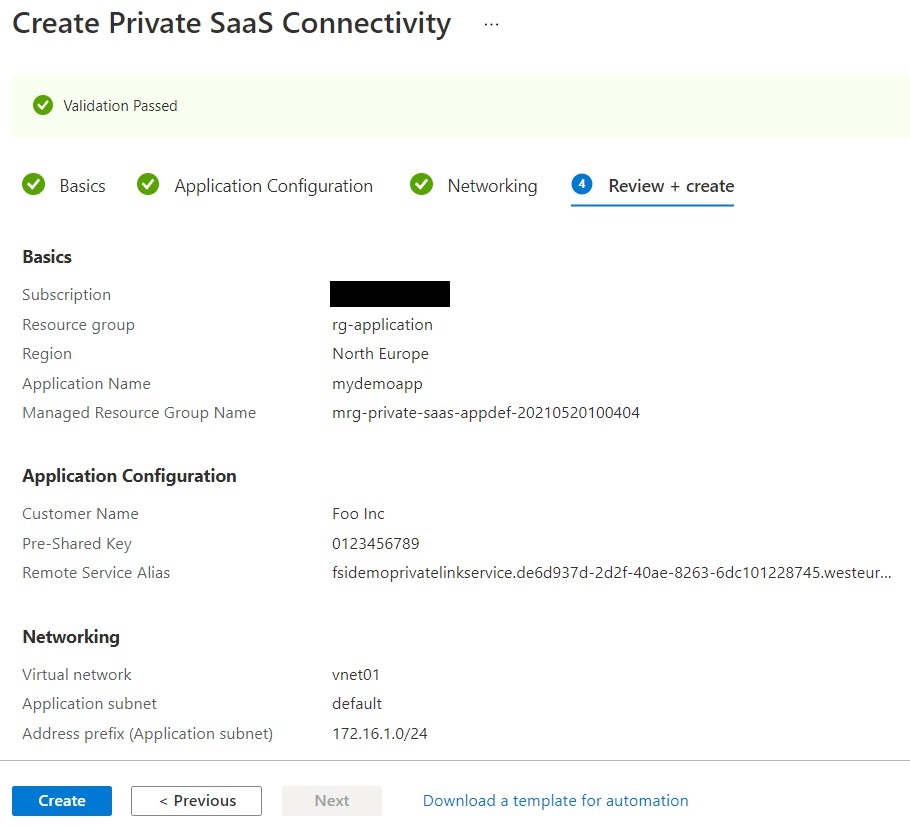 Create Private SaaS Connectivity ...
Validation Passed
Basics Application Configuration Networking 4 Review + create
Basics
Subscription
Resource group rg-application
Region North Europe
Application Name mydemoapp
Managed Resource Group Name mrg-private-saas-appdef-20210520100404
Application Configuration
Customer Name Foo Inc
Pre-Shared Key 0123456789
Remote Service Alias fsidemoprivatelinkservice.de6d937d-2d2f-40ae-8263-6dc101228745.westeur...
Networking
Virtual network vnet01
Application subnet default
Address prefix (Application subnet) 172.16.1.0/24
Create < Previous Next Download a template for automation